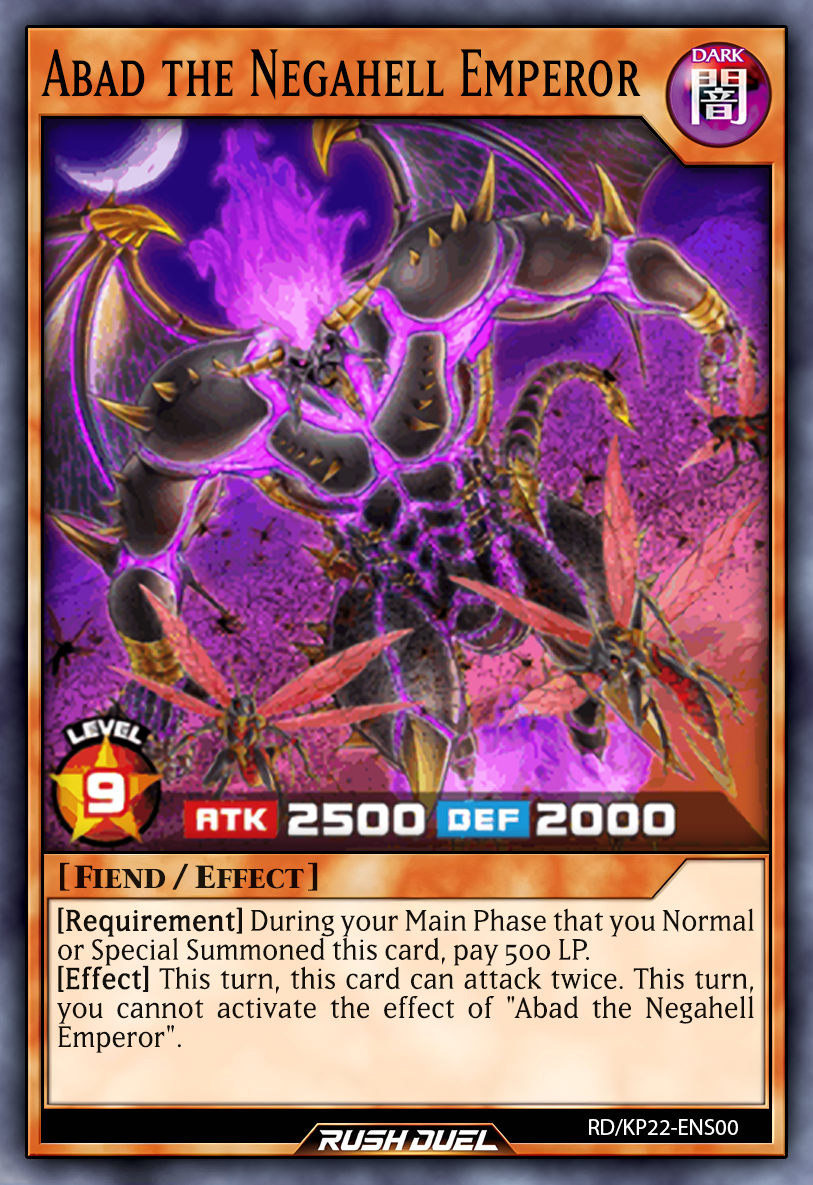 Abad the Negahell Emperor
DARK
闇
LEVEL
9
ATK 2500 DEF 2000
[Fiend / Effect]
[Requirement] During your Main Phase that you Normal
or Special Summoned this card, pay 500 LP.
[Effect] This turn, this card can attack twice. This turn,
you cannot activate the effect of "Abad the Negahell
Emperor".
RUSH DUEL
RD/KP22-ENS00